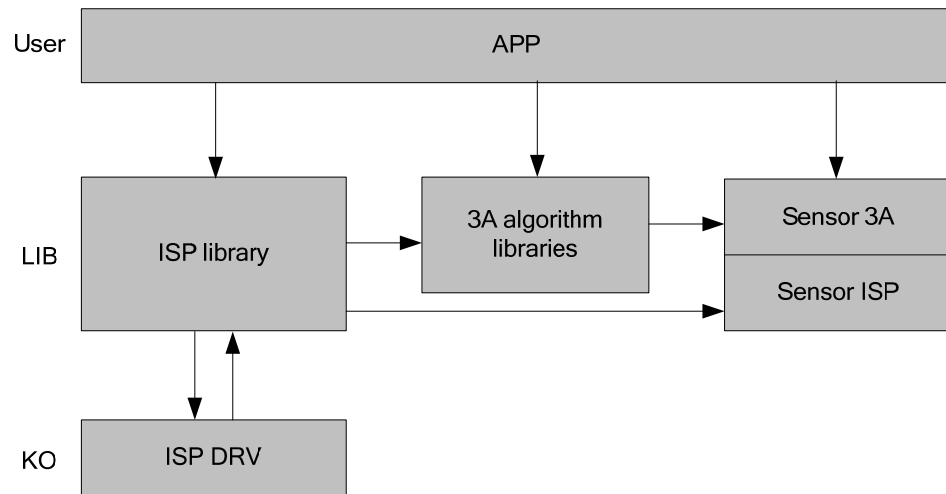 User
APP
LIB
ISP library
3A algorithm
libraries
Sensor 3A
Sensor ISP
KO
ISP DRV